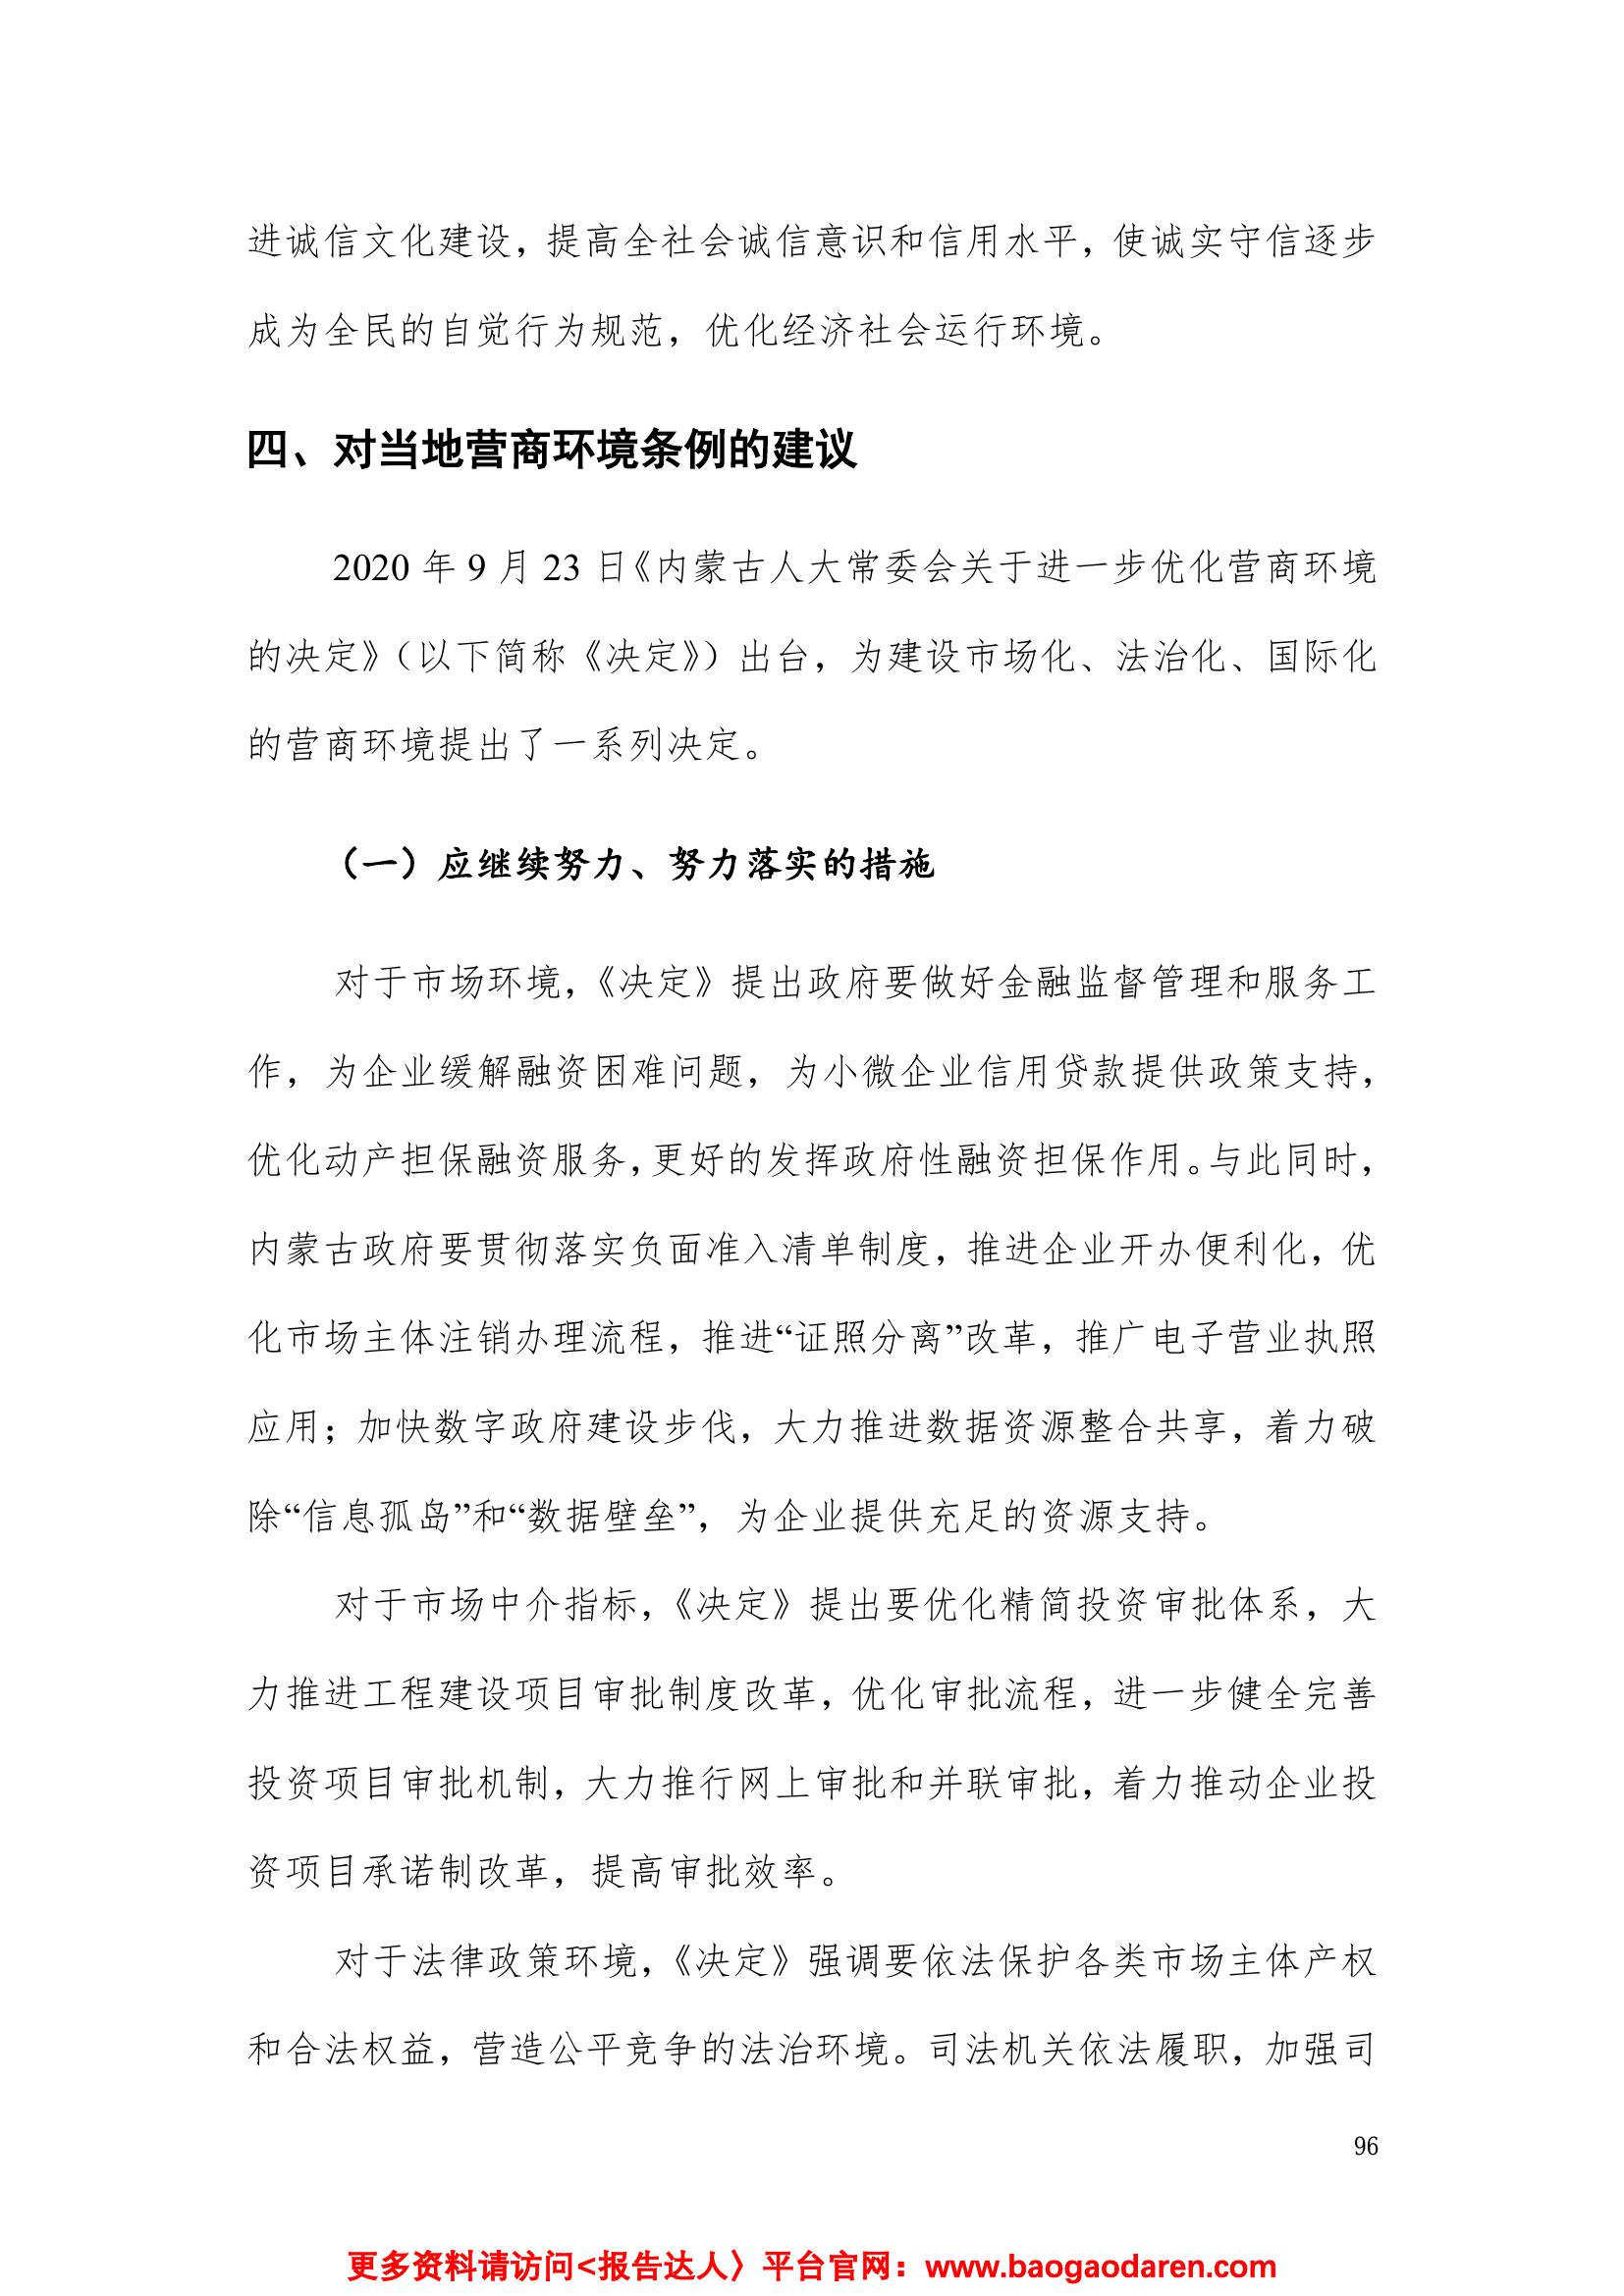 进诚信文化建设，提高全社会诚信意识和信用水平，使诚实守信逐步
成为全民的自觉行为规范，优化经济社会运行环境。
四、对当地营商环境条例的建议
2020 年 9 月 23 日《内蒙古人大常委会关于进一步优化营商环境
的决定》（以下简称《决定》）出台，为建设市场化、法治化、国际化
的营商环境提出了一系列决定。
（一）应继续努力、努力落实的措施
对于市场环境，《决定》提出政府要做好金融监督管理和服务工
作，为企业缓解融资困难问题，为小微企业信用贷款提供政策支持，
优化动产担保融资服务，更好的发挥政府性融资担保作用。与此同时，
内蒙古政府要贯彻落实负面准入清单制度，推进企业开办便利化，优
化市场主体注销办理流程，推进“证照分离”改革，推广电子营业执照
应用；加快数字政府建设步伐，大力推进数据资源整合共享，着力破
除“信息孤岛”和“数据壁垒”，为企业提供充足的资源支持。
对于市场中介指标，《决定》提出要优化精简投资审批体系，大
力推进工程建设项目审批制度改革，优化审批流程，进一步健全完善
投资项目审批机制，大力推行网上审批和并联审批，着力推动企业投
资项目承诺制改革，提高审批效率。
对于法律政策环境，《决定》强调要依法保护各类市场主体产权
和合法权益，营造公平竞争的法治环境。司法机关依法履职，加强司
96
更多资料请访问<报告达人〉平台官网：www.baogaodaren.com